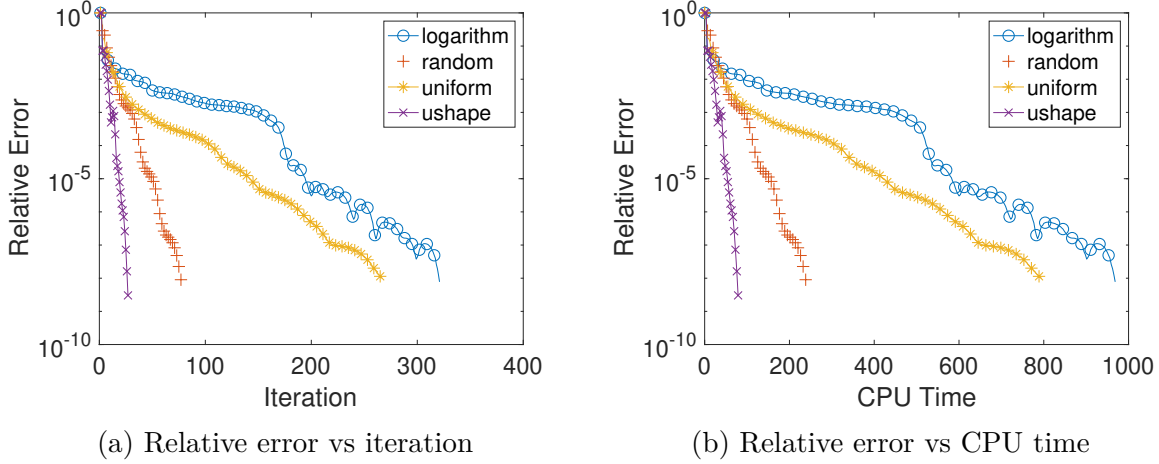 10^0
10^-5
10^-10
Relative Error
0
100
200
300
400
Iteration
logarithm
random
uniform
ushape
(a) Relative error vs iteration
10^0
10^-5
10^-10
Relative Error
0
200
400
600
800
1000
CPU Time
logarithm
random
uniform
ushape
(b) Relative error vs CPU time